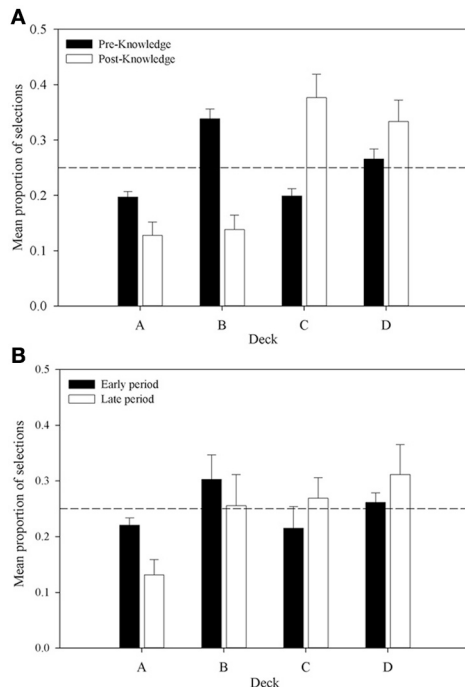 A
Pre-Knowledge
Post-Knowledge
Mean proportion of selections
0.5
0.4
0.3
0.2
0.1
0.0
A B C D
Deck
B
Early period
Late period
Mean proportion of selections
0.5
0.4
0.3
0.2
0.1
0.0
A B C D
Deck